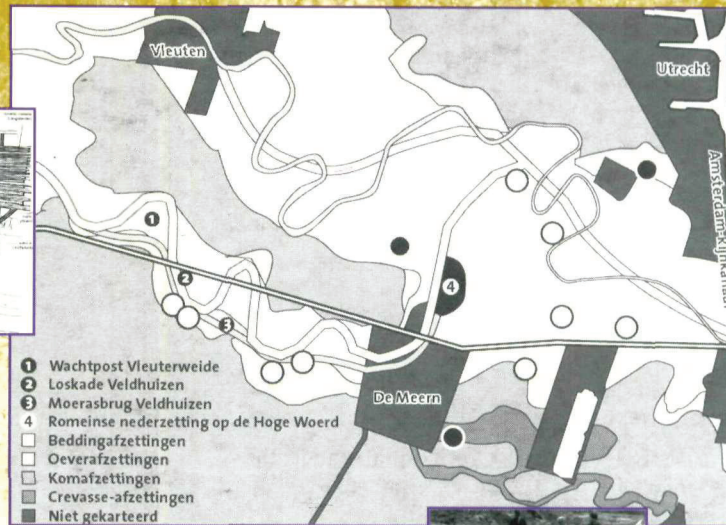 Vleuten
Utrecht
Amsterdam-Rijnkanaal
1
2
3
4
De Meern
1 Wachtpost Vleuterweide
2 Loskade Veldhuizen
3 Moerasbrug Veldhuizen
4 Romeinse nederzetting op de Hoge Woerd
Beddingafzettingen
Oeverafzettingen
Komafzettingen
Crevasse-afzettingen
Niet gekarteerd